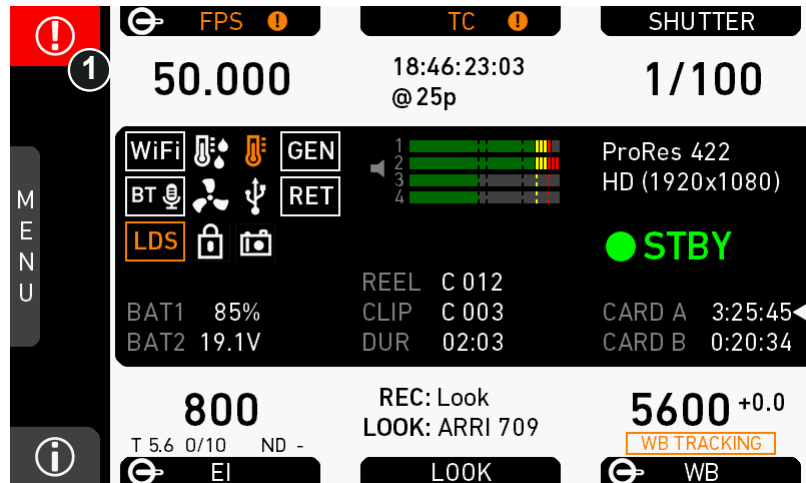 FPS ! TC ! SHUTTER
!
1
50.000
18:46:23:03
@ 25p
1/100
MENU
WiFi GEN
BT RET
LDS
1
2
3
4
ProRes 422
HD (1920x1080)
STBY
BAT1 85%
BAT2 19.1V
REEL C 012
CLIP C 003
DUR 02:03
CARD A 3:25:45
CARD B 0:20:34
800
T 5.6 0/10 ND -
REC: Look
LOOK: ARRI 709
5600 +0.0
WB TRACKING
i
EI LOOK WB